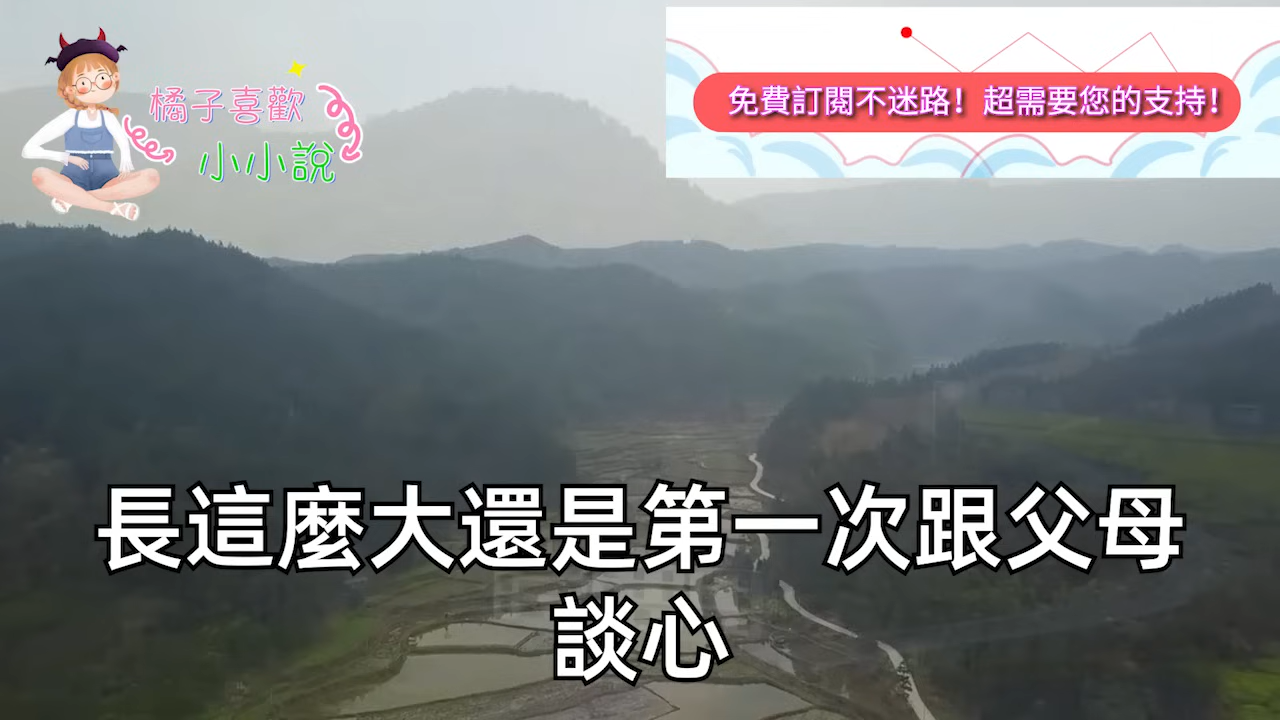 橘子喜歡
小小說
免費訂閱不迷路！超需要您的支持！
長這麼大還是第一次跟父母
談心